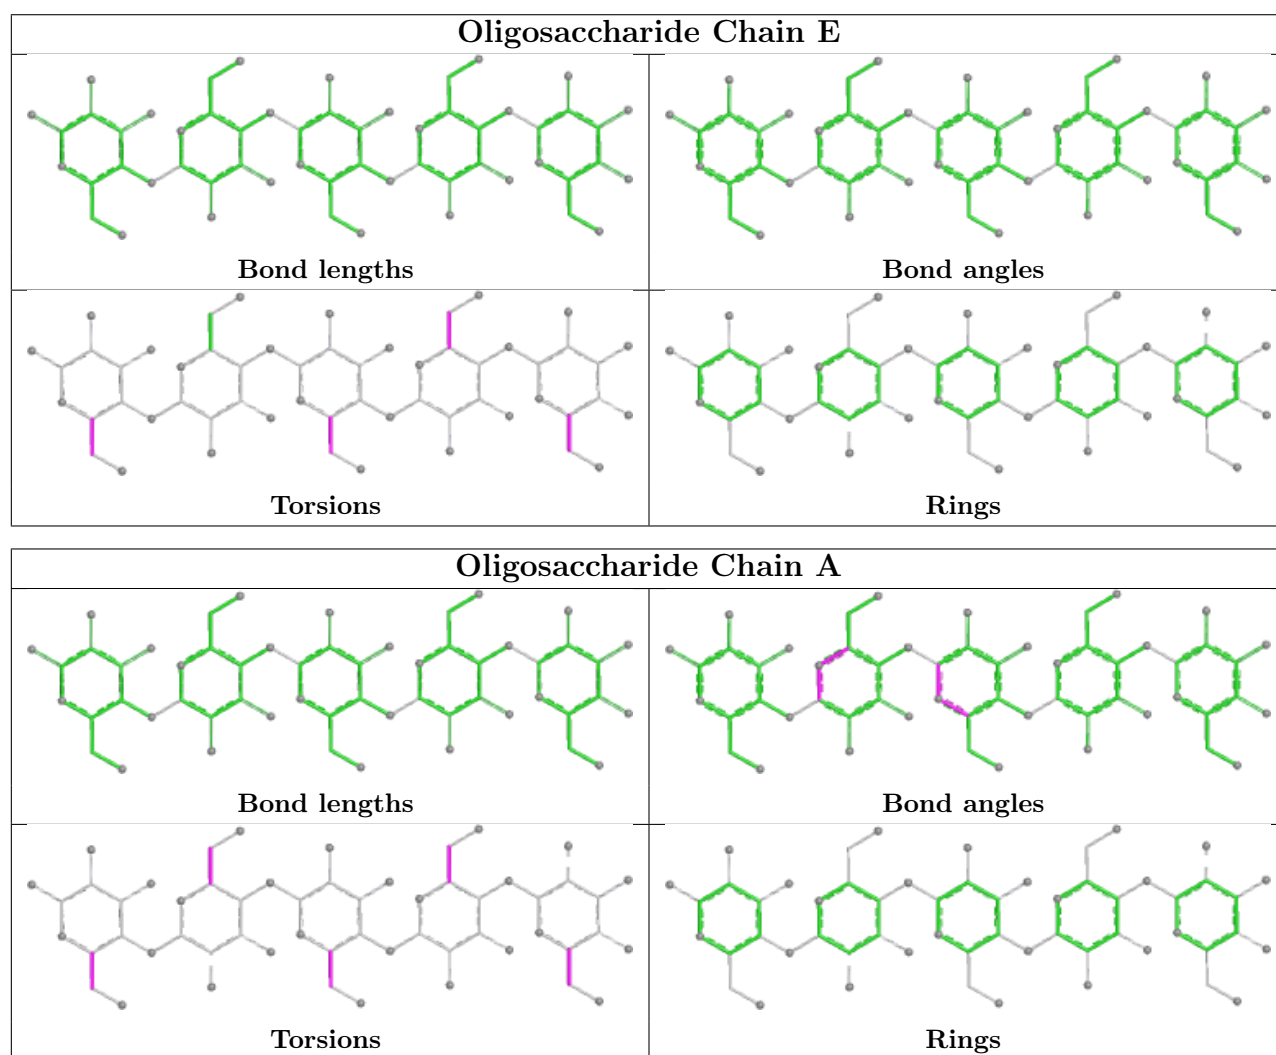 Oligosaccharide Chain E
Bond lengths
Bond angles
Torsions
Rings
Oligosaccharide Chain A
Bond lengths
Bond angles
Torsions
Rings